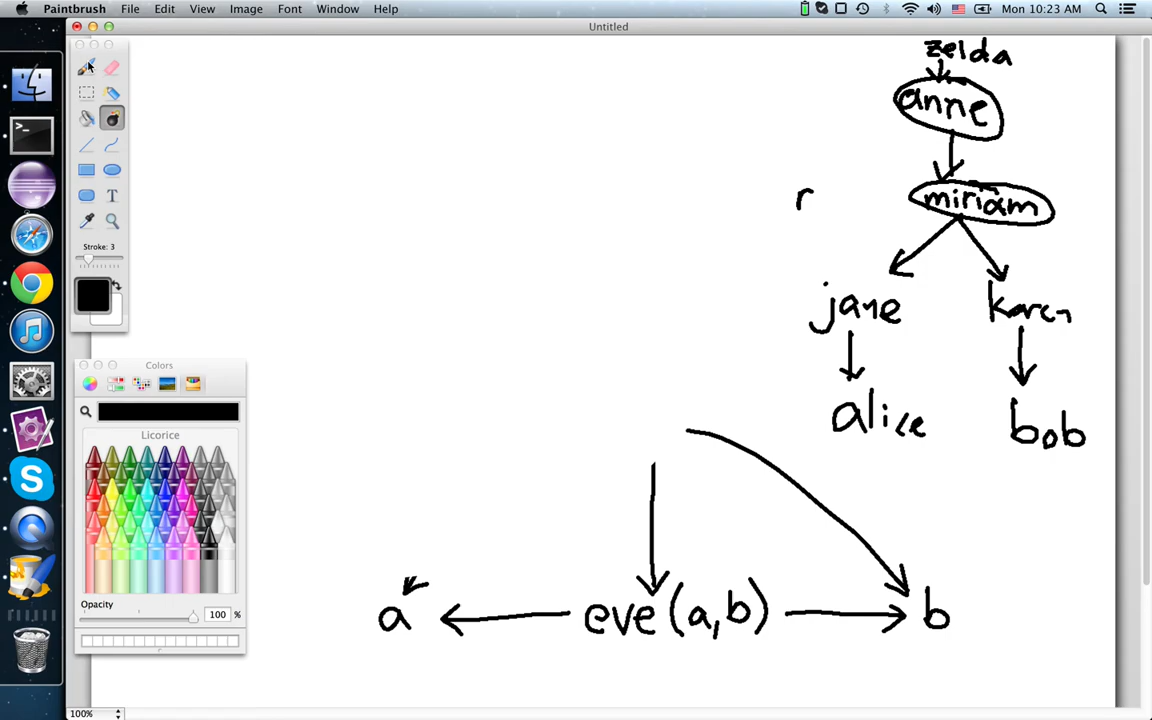 Paintbrush File Edit View Image Font Window Help Mon 10:23 AM
Untitled
zelda
anne
r miriam
Stroke: 3
jane karen
Colors
alice bob
Licorice
Opacity
100 %
a eve (a,b) b
100%